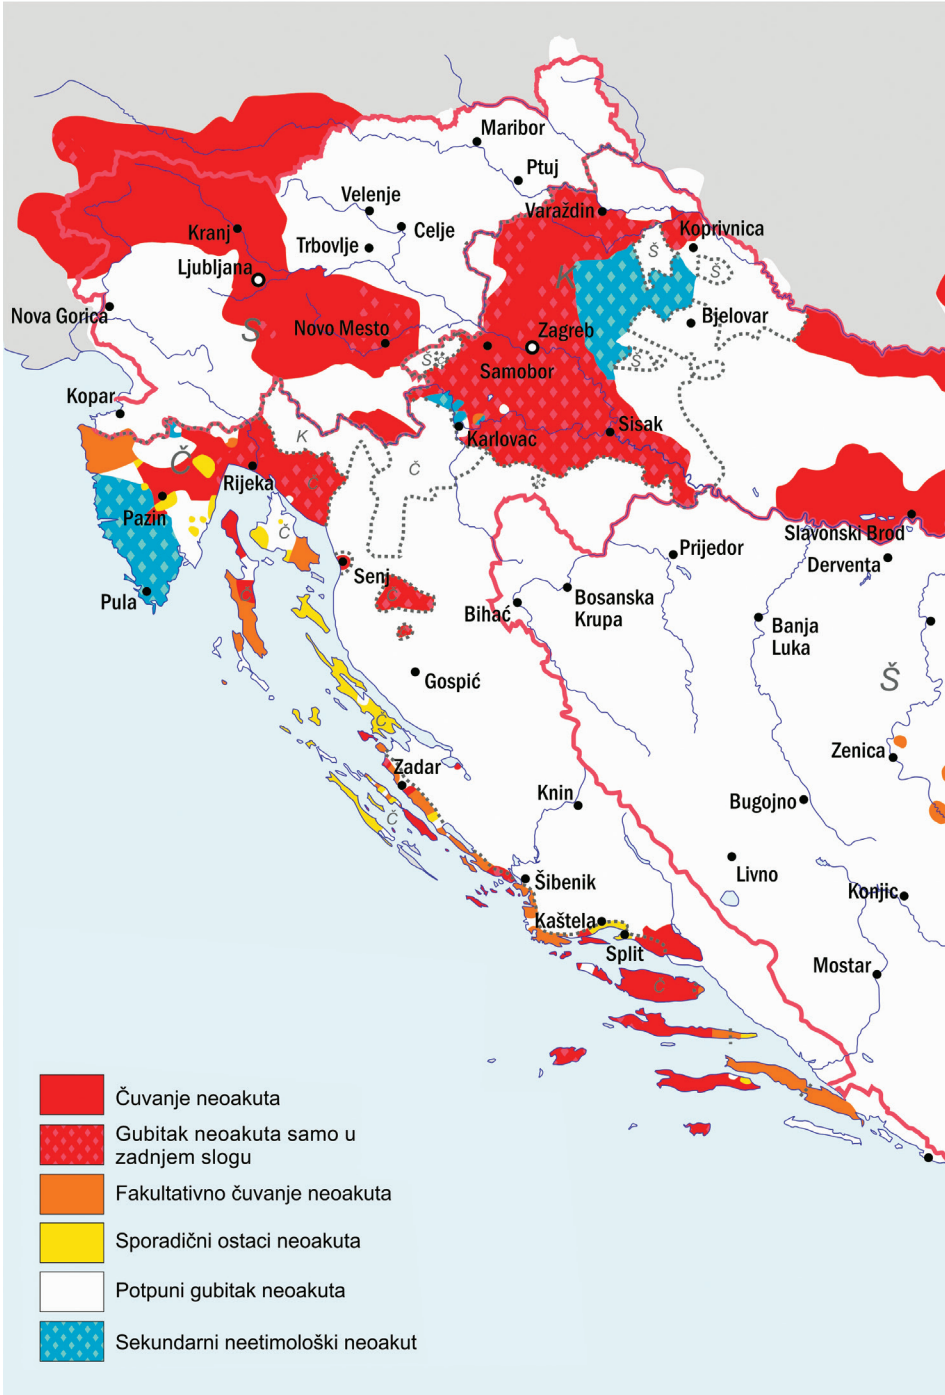 Maribor
Ptuj
Velenje
Varaždin
Celje
Kranj
Trbovlje
Koprivnica
Š
Š
Ljubljana
K
Nova Gorica
Bjelovar
S
Novo Mesto
Zagreb
Š
Š
Samobor
Kopar
Sisak
K
Karlovac
Č
Č
Rijeka
Č
Pazin
Č
Slavonski Brod
Prijedor
Derventa
Senj
Pula
Č
Č
Bosanska
Krupa
Bihać
Banja
Luka
Gospić
Š
Č
Zenica
Zadar
Knin
Bugojno
Č
Livno
Šibenik
Konjic
Kaštela
Split
Mostar
Č
Čuvanje neoakuta
Gubitak neoakuta samo u
zadnjem slogu
Fakultativno čuvanje neoakuta
Sporadični ostaci neoakuta
Potpuni gubitak neoakuta
Sekundarni neetimološki neoakut